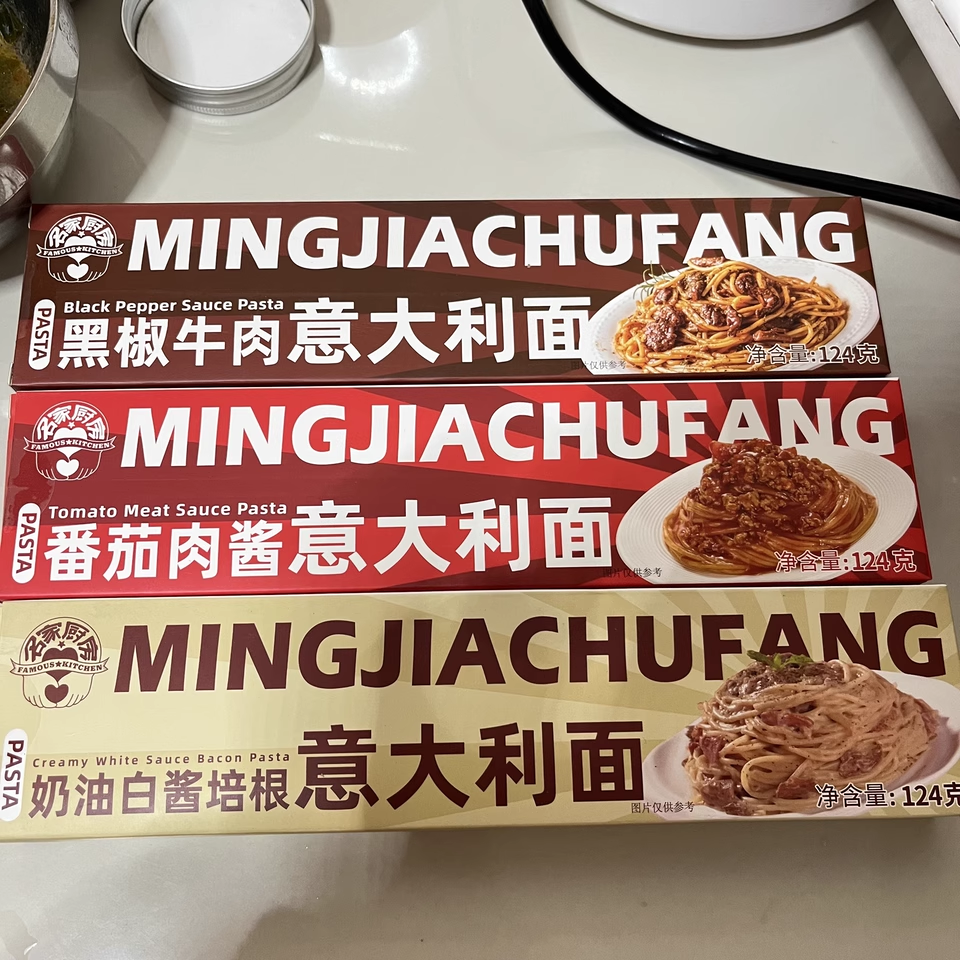 名家厨房
FAMOUS★KITCHEN
MINGJIACHUFANG
PASTA
Black Pepper Sauce Pasta
黑椒牛肉意大利面
图片仅供参考
净含量:124克
名家厨房
FAMOUS★KITCHEN
MINGJIACHUFANG
PASTA
Tomato Meat Sauce Pasta
番茄肉酱意大利面
图片仅供参考
净含量:124克
名家厨房
FAMOUS★KITCHEN
MINGJIACHUFANG
PASTA
Creamy White Sauce Bacon Pasta
奶油白酱培根意大利面
图片仅供参考
净含量:124克